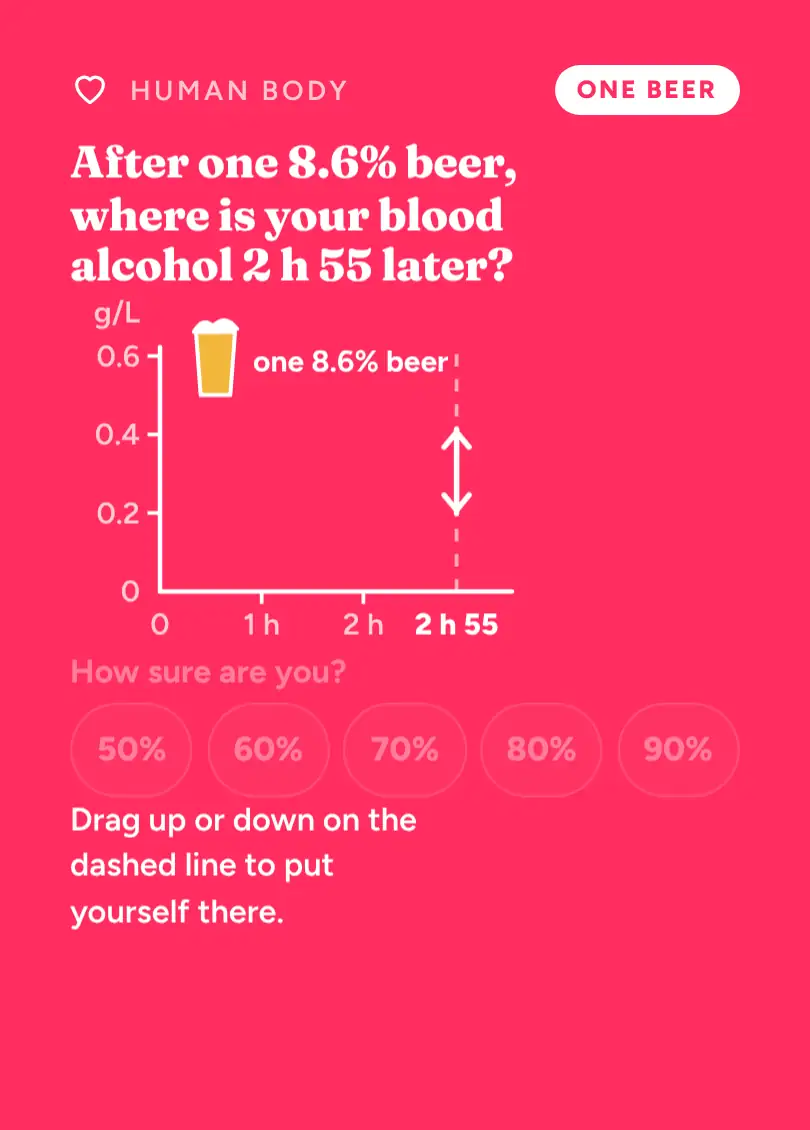 HUMAN BODY
ONE BEER
After one 8.6% beer,
where is your blood
alcohol 2 h 55 later?
g/L
0.6
one 8.6% beer
0.4
0.2
0
0
1 h
2 h
2 h 55
How sure are you?
50%
60%
70%
80%
90%
Drag up or down on the
dashed line to put
yourself there.